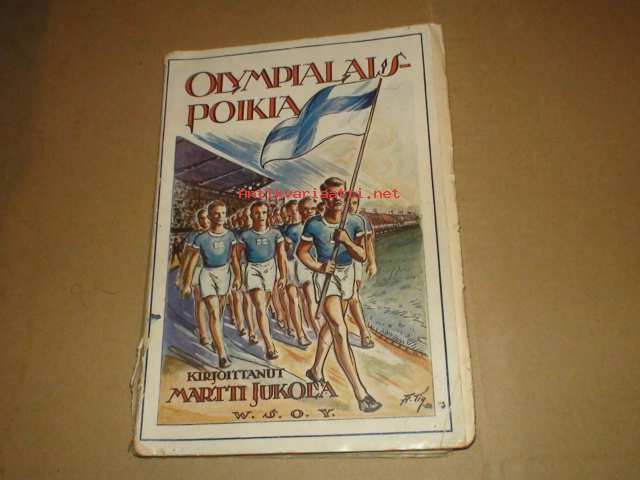 OLYMPIALAIS-
POIKIA
antikvariaatti.net
KIRJOITTANUT
MARTTI JUKOLA
W.S.O.Y.